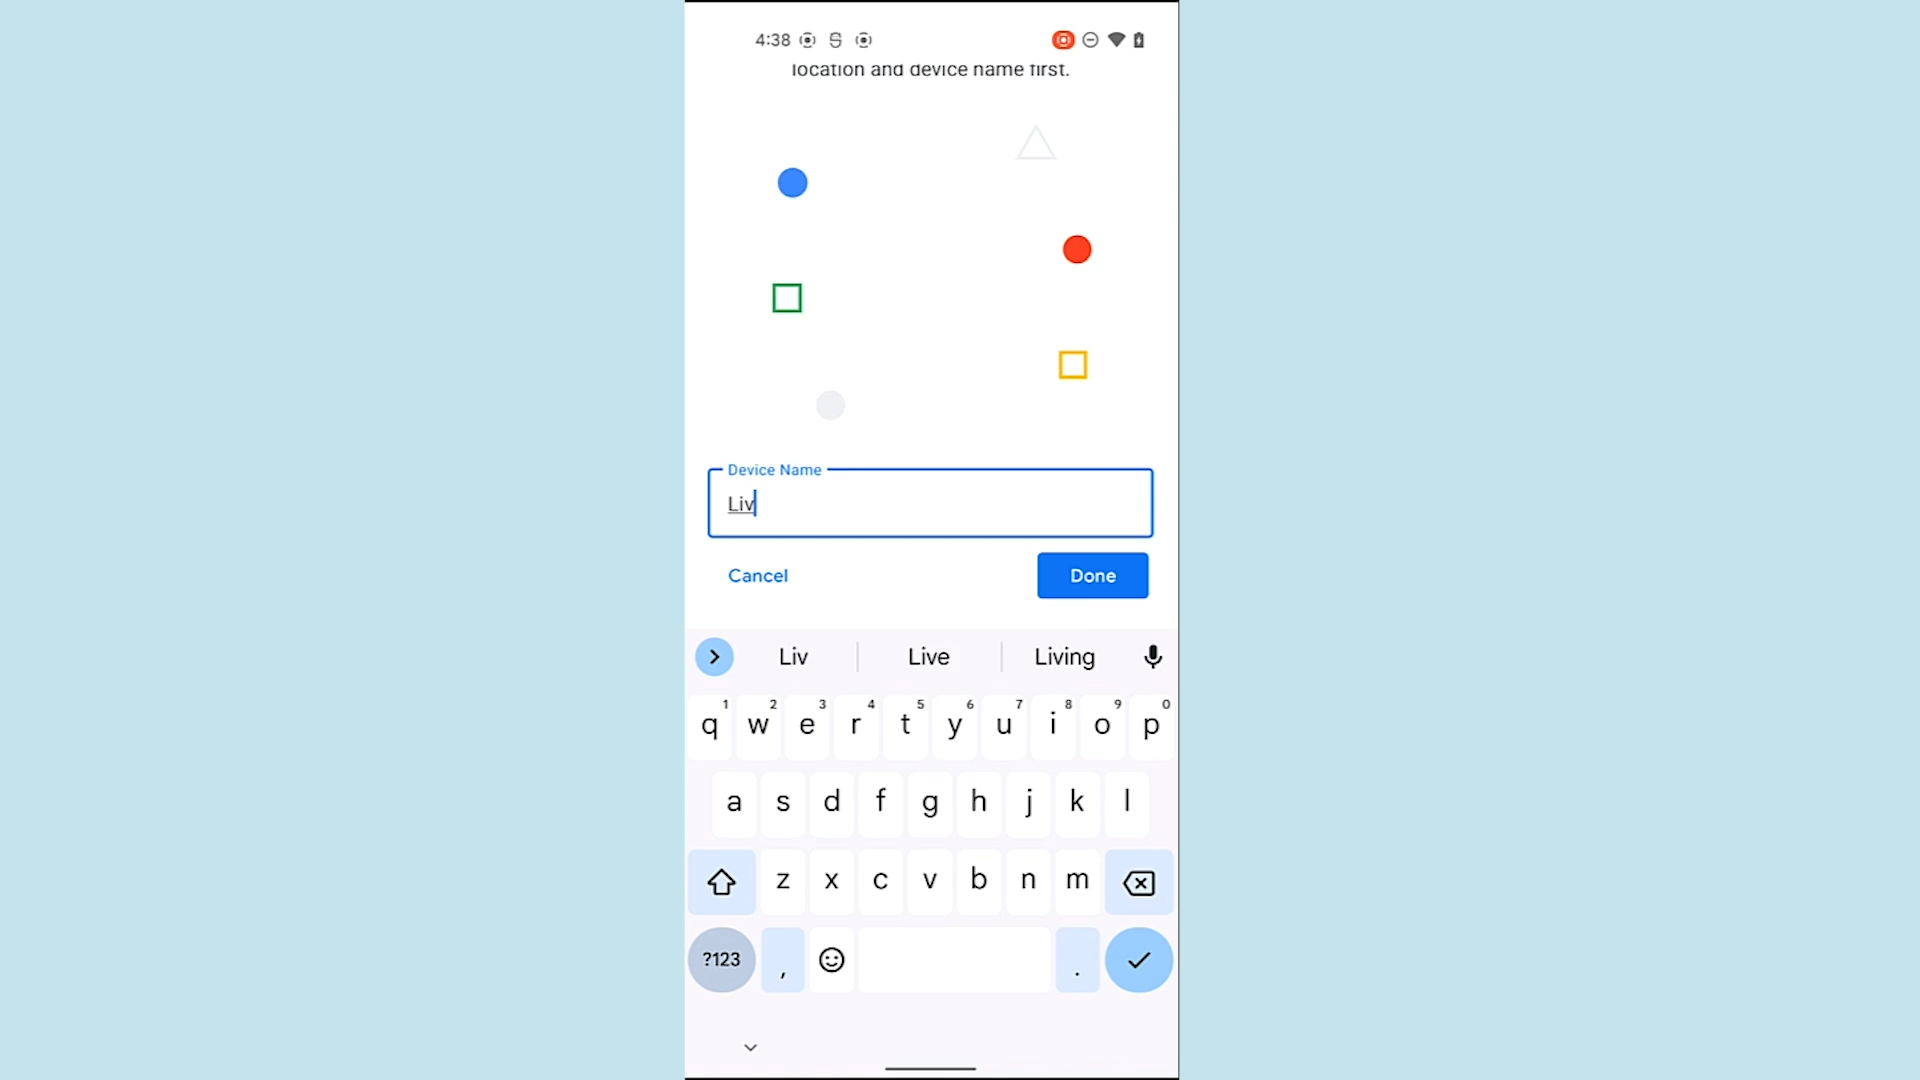 4:38
location and device name first.
Device Name
Liv
Cancel
Done
Liv
Live
Living
q 1 w 2 e 3 r 4 t 5 y 6 u 7 i 8 o 9 p 0
a s d f g h j k l
z x c v b n m
?123 , .